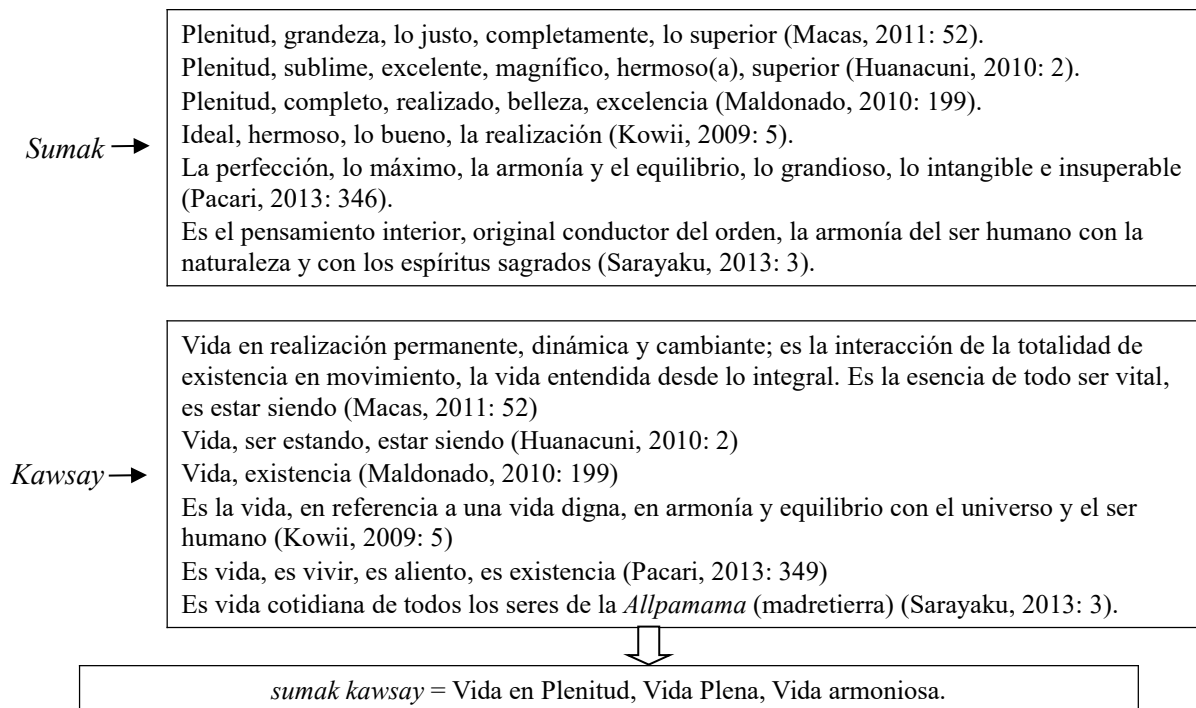 Sumak
Plenitud, grandeza, lo justo, completamente, lo superior (Macas, 2011: 52).
Plenitud, sublime, excelente, magnífico, hermoso(a), superior (Huanacuni, 2010: 2).
Plenitud, completo, realizado, belleza, excelencia (Maldonado, 2010: 199).
Ideal, hermoso, lo bueno, la realización (Kowii, 2009: 5).
La perfección, lo máximo, la armonía y el equilibrio, lo grandioso, lo intangible e insuperable
(Pacari, 2013: 346).
Es el pensamiento interior, original conductor del orden, la armonía del ser humano con la
naturaleza y con los espíritus sagrados (Sarayaku, 2013: 3).
Kawsay
Vida en realización permanente, dinámica y cambiante; es la interacción de la totalidad de
existencia en movimiento, la vida entendida desde lo integral. Es la esencia de todo ser vital,
es estar siendo (Macas, 2011: 52)
Vida, ser estando, estar siendo (Huanacuni, 2010: 2)
Vida, existencia (Maldonado, 2010: 199)
Es la vida, en referencia a una vida digna, en armonía y equilibrio con el universo y el ser
humano (Kowii, 2009: 5)
Es vida, es vivir, es aliento, es existencia (Pacari, 2013: 349)
Es vida cotidiana de todos los seres de la Allpamama (madretierra) (Sarayaku, 2013: 3).
sumak kawsay = Vida en Plenitud, Vida Plena, Vida armoniosa.